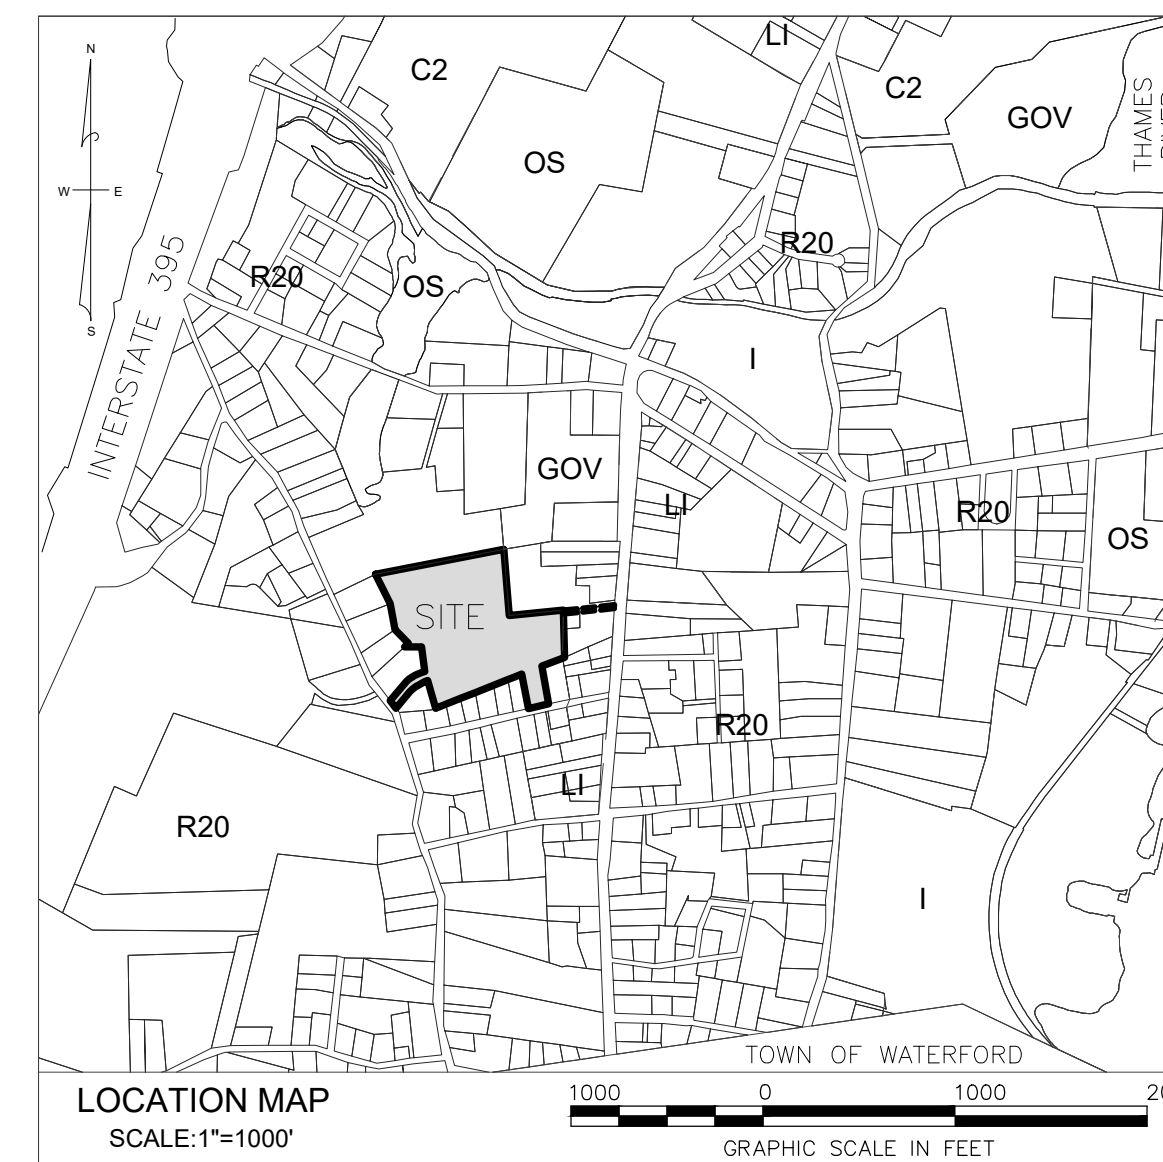 LI
N
C2
C2
GOV
THAMES
OS
W E
R20
INTERSTATE 395
R20
OS
S
I
GOV
LI
R20
OS
SITE
R20
LI
R20
I
TOWN OF WATERFORD
LOCATION MAP
SCALE:1"=1000'
1000 0 1000
GRAPHIC SCALE IN FEET